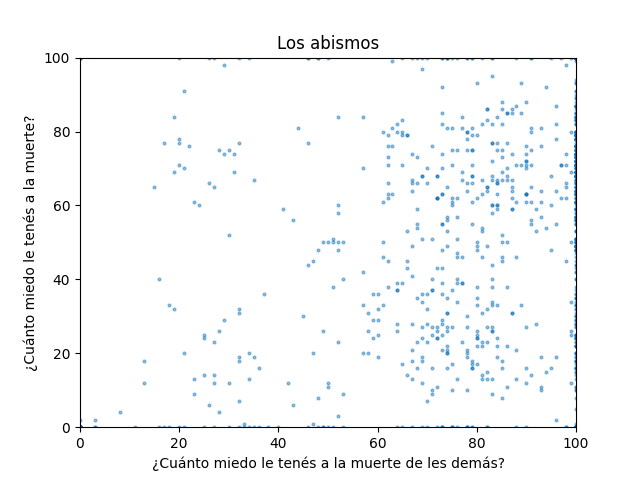 Los abismos
¿Cuánto miedo le tenés a la muerte?
100
80
60
40
20
0
0 20 40 60 80 100
¿Cuánto miedo le tenés a la muerte de les demás?